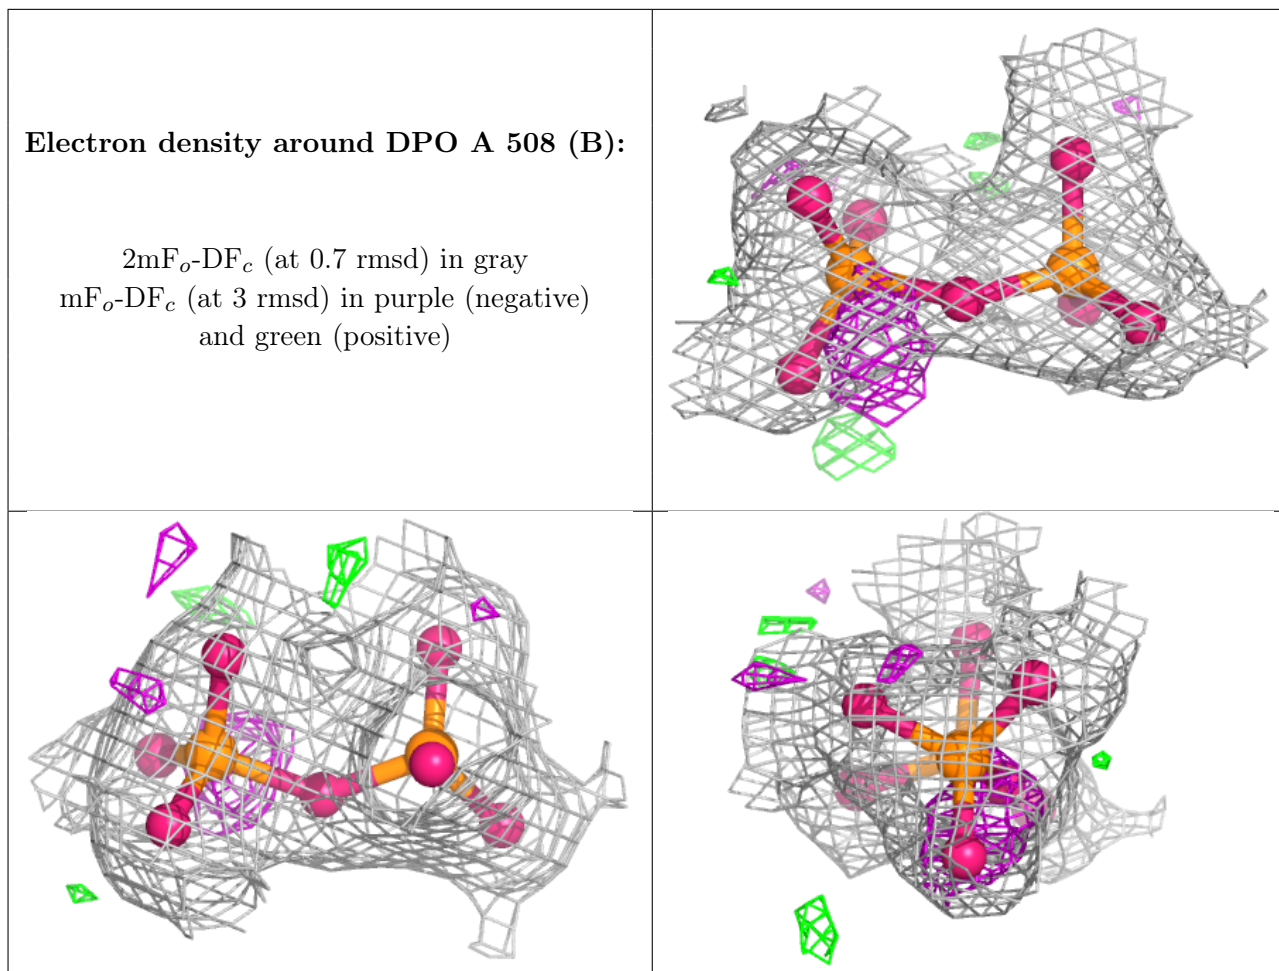 Electron density around DPO A 508 (B):
2mFo-DFc (at 0.7 rmsd) in gray
mFo-DFc (at 3 rmsd) in purple (negative)
and green (positive)